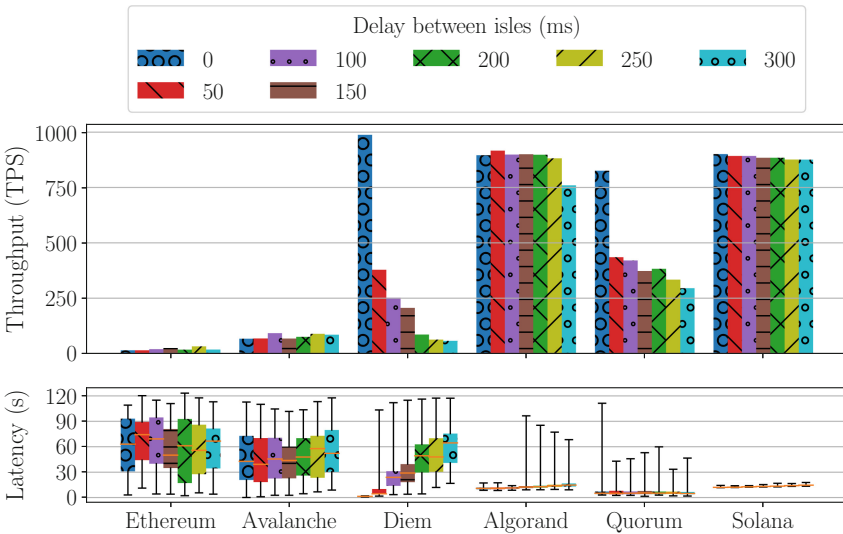 Delay between isles (ms)
0 100 200 250 300
50 150
Throughput (TPS)
1000
750
500
250
0
Latency (s)
120
90
60
30
0
Ethereum Avalanche Diem Algorand Quorum Solana